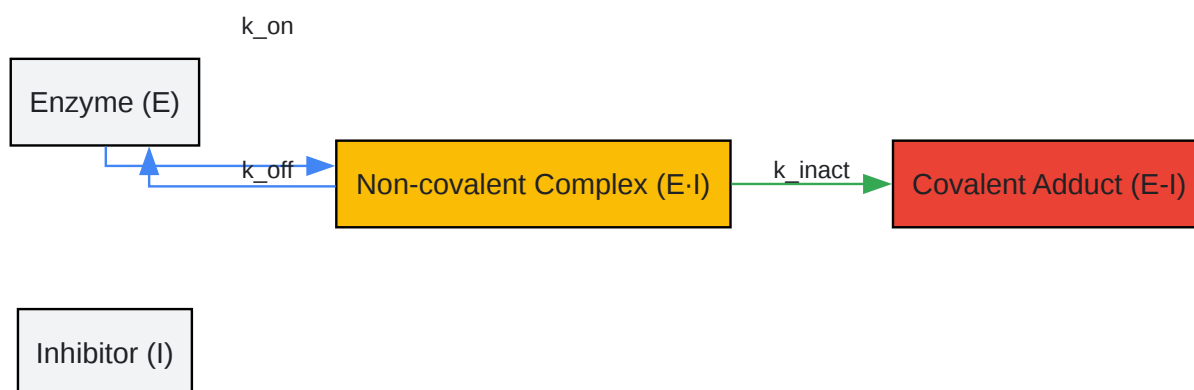 k_on
Enzyme (E)
k_off
Non-covalent Complex (E·I)
k_inact
Covalent Adduct (E-I)
Inhibitor (I)